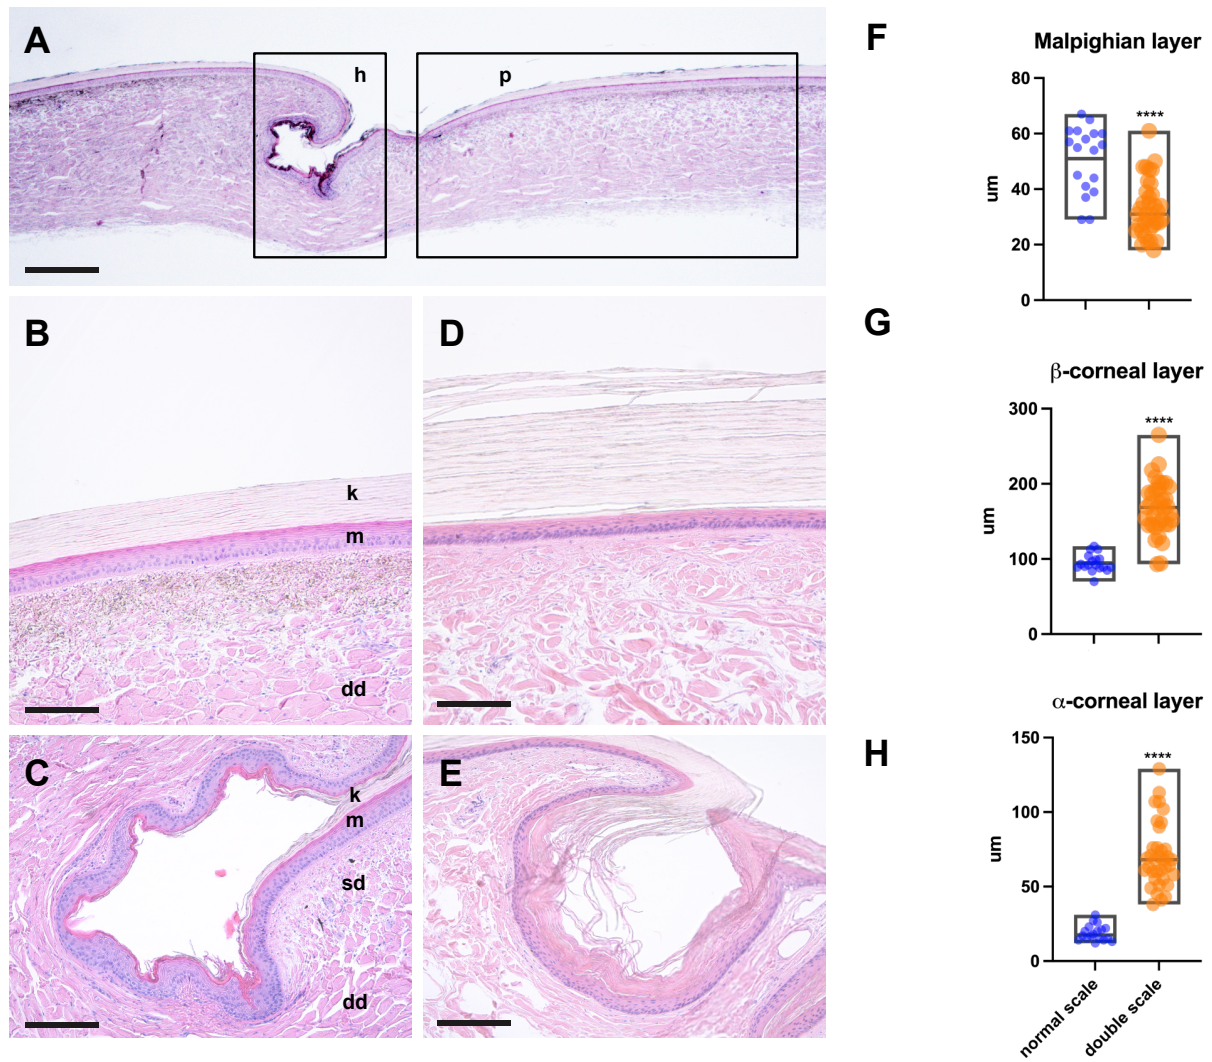 A
h
p
B
k
m
dd
D
C
k
m
sd
dd
E
F
Malpighian layer
80
60
40
20
0
um
****
G
β-corneal layer
300
200
100
0
um
****
H
α-corneal layer
150
100
50
0
um
****
normal scale
double scale